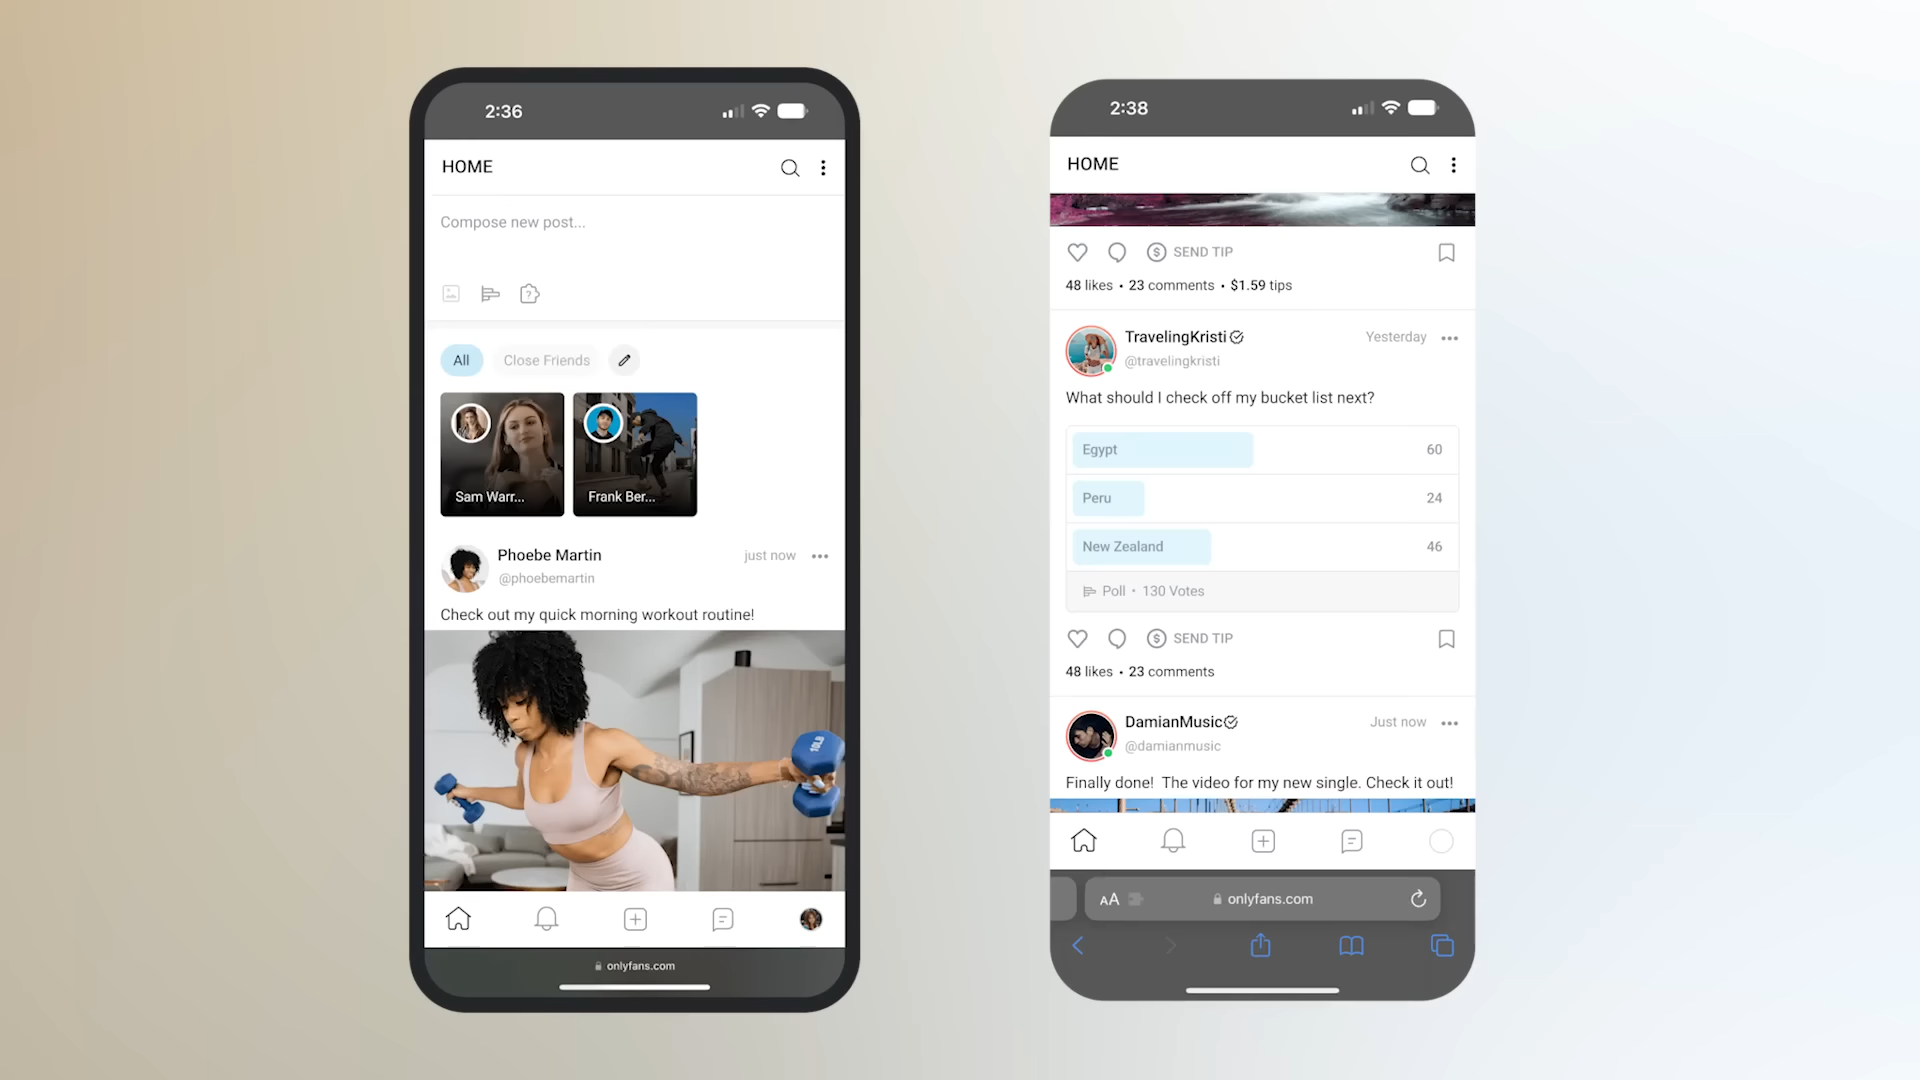 2:36
HOME
Compose new post...
All
Close Friends
Sam Warr...
Frank Ber...
Phoebe Martin
just now
@phoebemartin
Check out my quick morning workout routine!
10LB
onlyfans.com
2:38
HOME
SEND TIP
48 likes • 23 comments • $1.59 tips
TravelingKristi
Yesterday
@travelingkristi
What should I check off my bucket list next?
Egypt 60
Peru 24
New Zealand 46
Poll • 130 Votes
SEND TIP
48 likes • 23 comments
DamianMusic
Just now
@damianmusic
Finally done! The video for my new single. Check it out!
AA
onlyfans.com